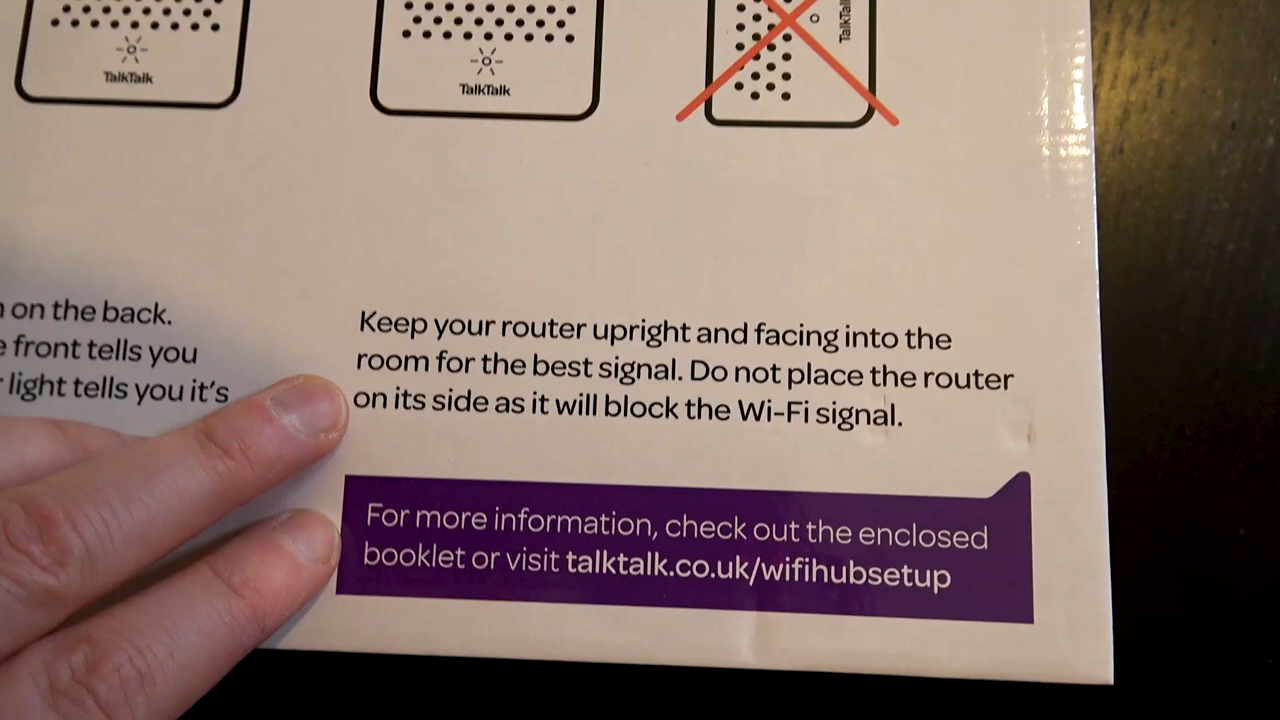 TalkTalk
TalkTalk
TalkTal
on the back.
front tells you
light tells you it's
Keep your router upright and facing into the
room for the best signal. Do not place the router
on its side as it will block the Wi-Fi signal.
For more information, check out the enclosed
booklet or visit talktalk.co.uk/wifihubsetup